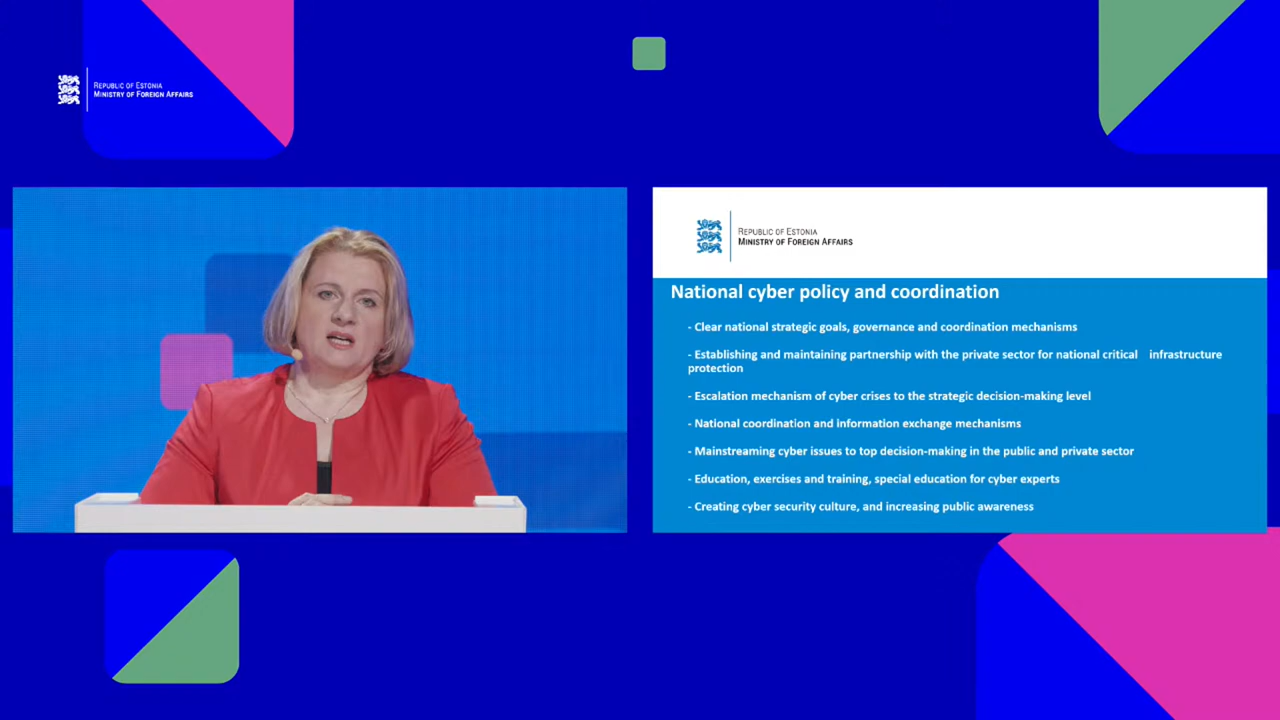 REPUBLIC OF ESTONIA
MINISTRY OF FOREIGN AFFAIRS
REPUBLIC OF ESTONIA
MINISTRY OF FOREIGN AFFAIRS
National cyber policy and coordination
- Clear national strategic goals, governance and coordination mechanisms
- Establishing and maintaining partnership with the private sector for national critical infrastructure
protection
- Escalation mechanism of cyber crises to the strategic decision-making level
- National coordination and information exchange mechanisms
- Mainstreaming cyber issues to top decision-making in the public and private sector
- Education, exercises and training, special education for cyber experts
- Creating cyber security culture, and increasing public awareness